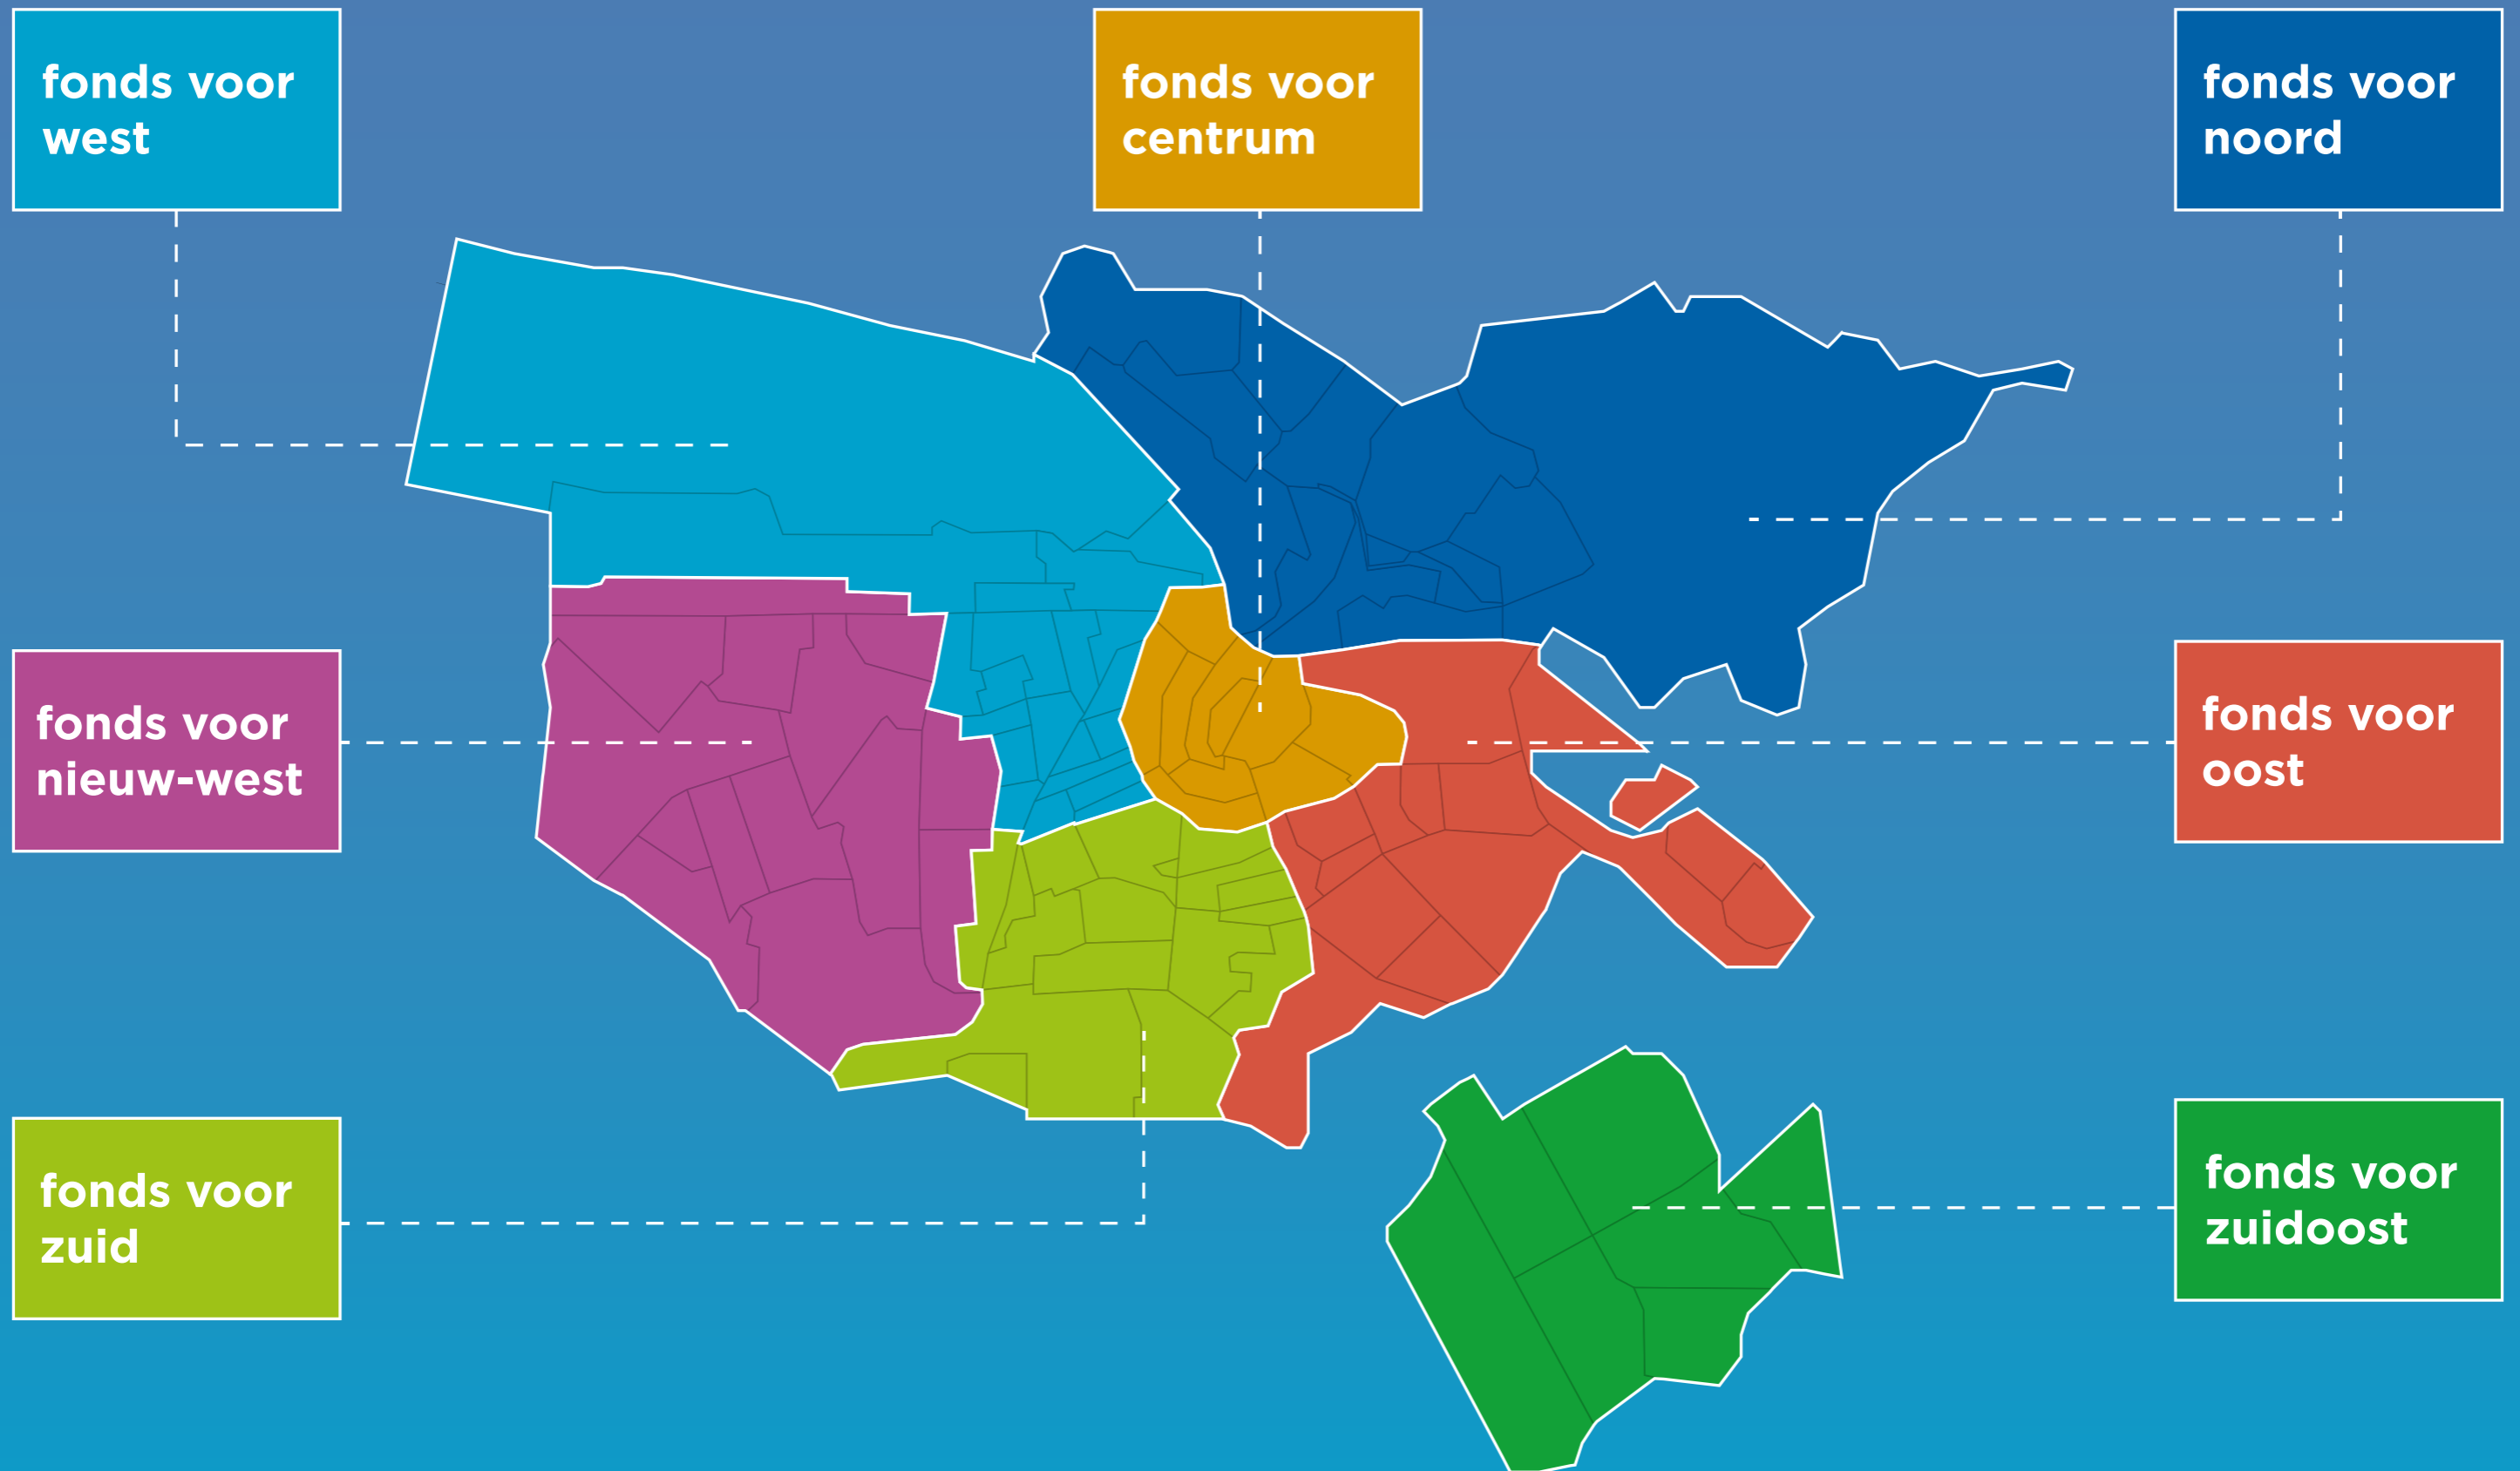 fonds voor
west
fonds voor
centrum
fonds voor
noord
fonds voor
nieuw-west
fonds voor
oost
fonds voor
zuid
fonds voor
zuidoost